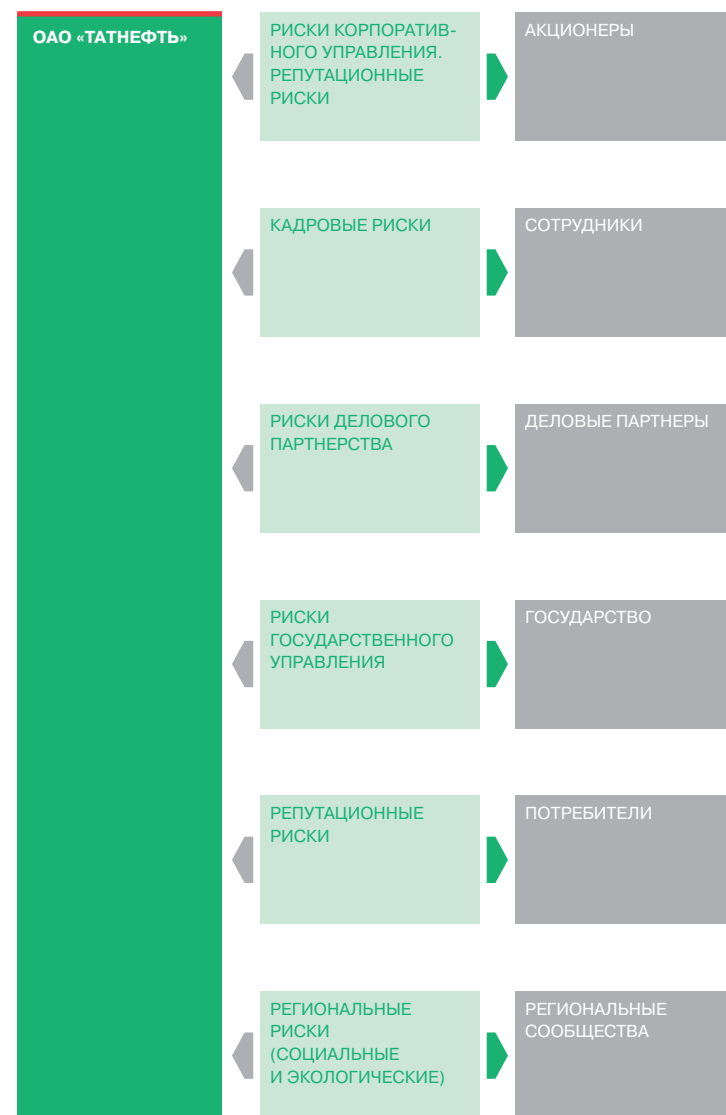 ОАО «ТАТНЕФТЬ»
РИСКИ КОРПОРАТИВ-
НОГО УПРАВЛЕНИЯ.
РЕПУТАЦИОННЫЕ
РИСКИ
АКЦИОНЕРЫ
КАДРОВЫЕ РИСКИ
СОТРУДНИКИ
РИСКИ ДЕЛОВОГО
ПАРТНЕРСТВА
ДЕЛОВЫЕ ПАРТНЕРЫ
РИСКИ
ГОСУДАРСТВЕННОГО
УПРАВЛЕНИЯ
ГОСУДАРСТВО
РЕПУТАЦИОННЫЕ
РИСКИ
ПОТРЕБИТЕЛИ
РЕГИОНАЛЬНЫЕ
РИСКИ
(СОЦИАЛЬНЫЕ
И ЭКОЛОГИЧЕСКИЕ)
РЕГИОНАЛЬНЫЕ
СООБЩЕСТВА